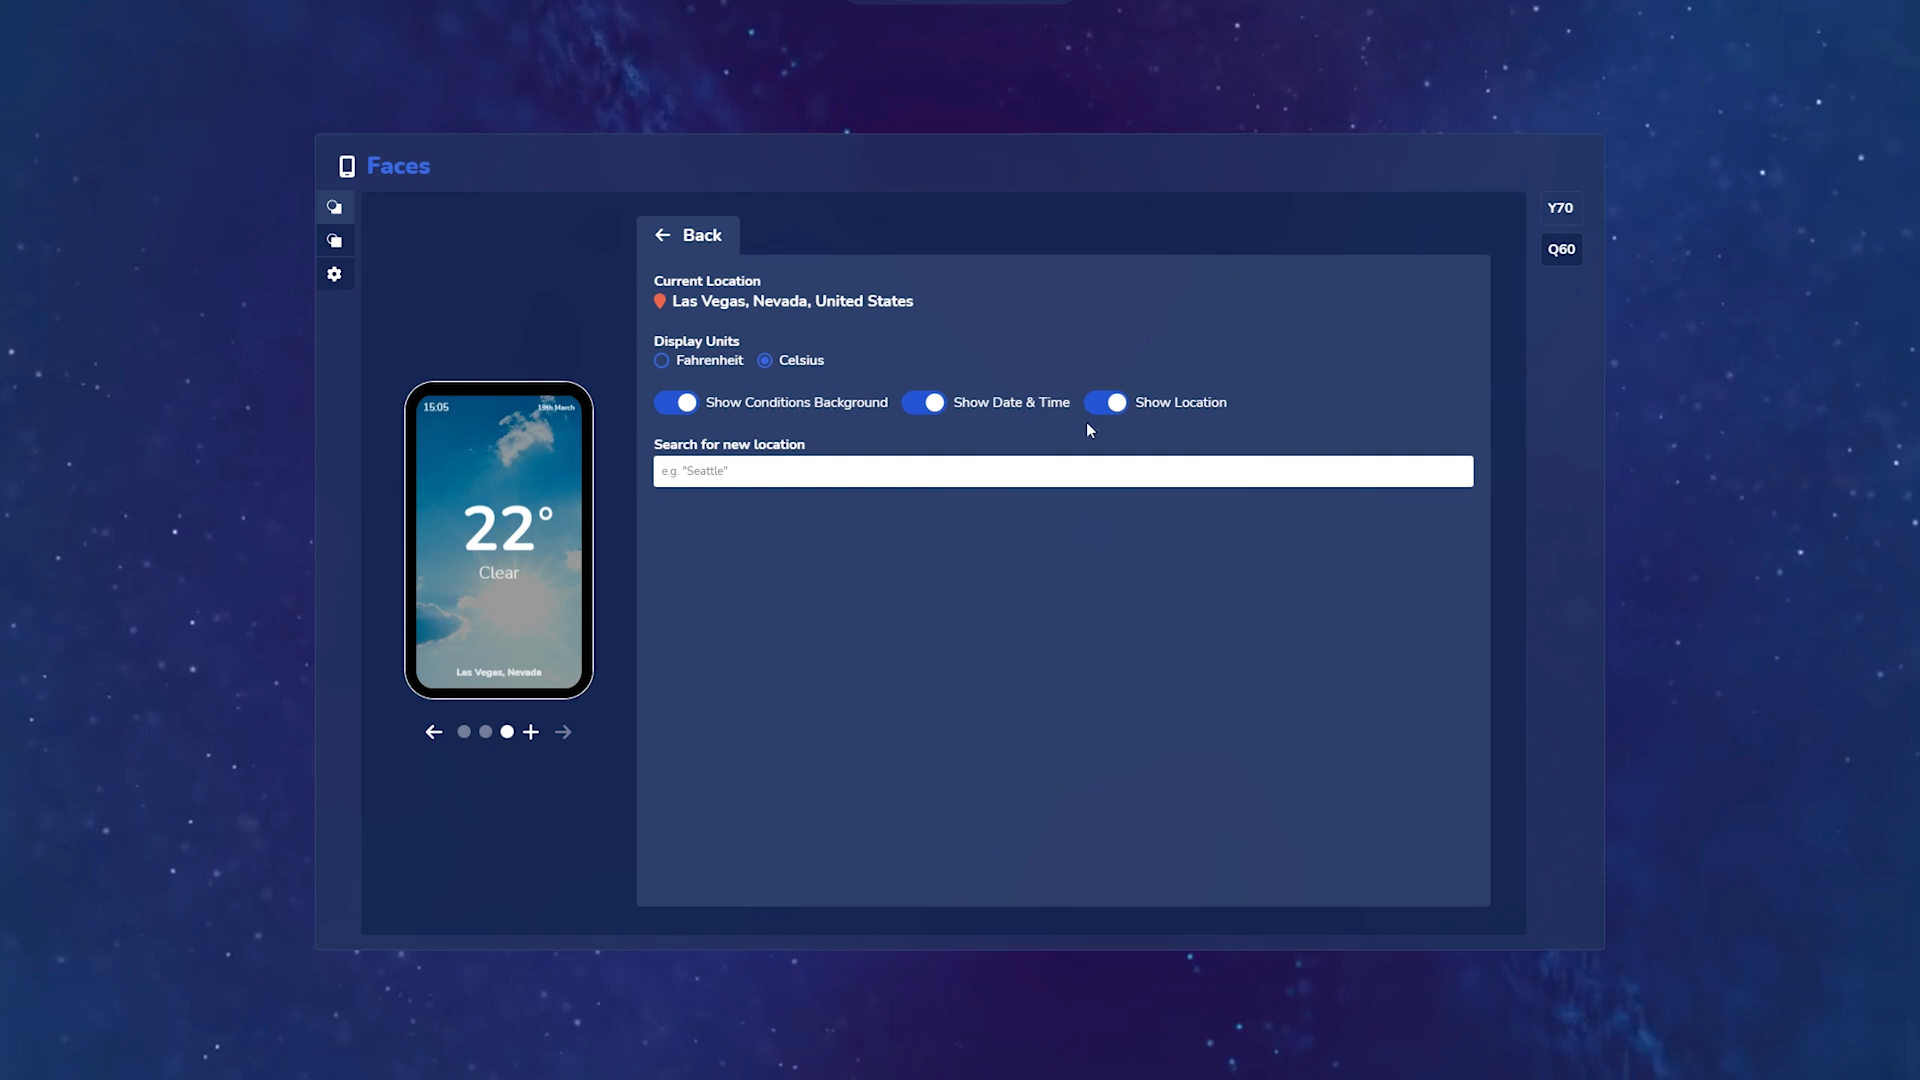 Faces
Y70
Q60
Back
Current Location
Las Vegas, Nevada, United States
Display Units
Fahrenheit Celsius
Show Conditions Background Show Date & Time Show Location
Search for new location
e.g. "Seattle"
15:05 19th March
22°
Clear
Las Vegas, Nevada